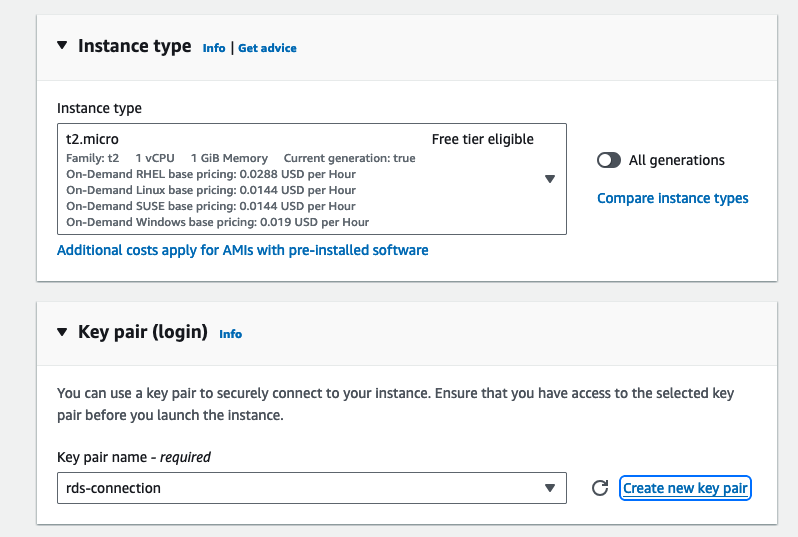 Instance type Info | Get advice
Instance type
t2.micro Free tier eligible
Family: t2 1 vCPU 1 GiB Memory Current generation: true
On-Demand RHEL base pricing: 0.0288 USD per Hour
On-Demand Linux base pricing: 0.0144 USD per Hour
On-Demand SUSE base pricing: 0.0144 USD per Hour
On-Demand Windows base pricing: 0.019 USD per Hour
All generations
Compare instance types
Additional costs apply for AMIs with pre-installed software
Key pair (login) Info
You can use a key pair to securely connect to your instance. Ensure that you have access to the selected key
pair before you launch the instance.
Key pair name - required
rds-connection
Create new key pair